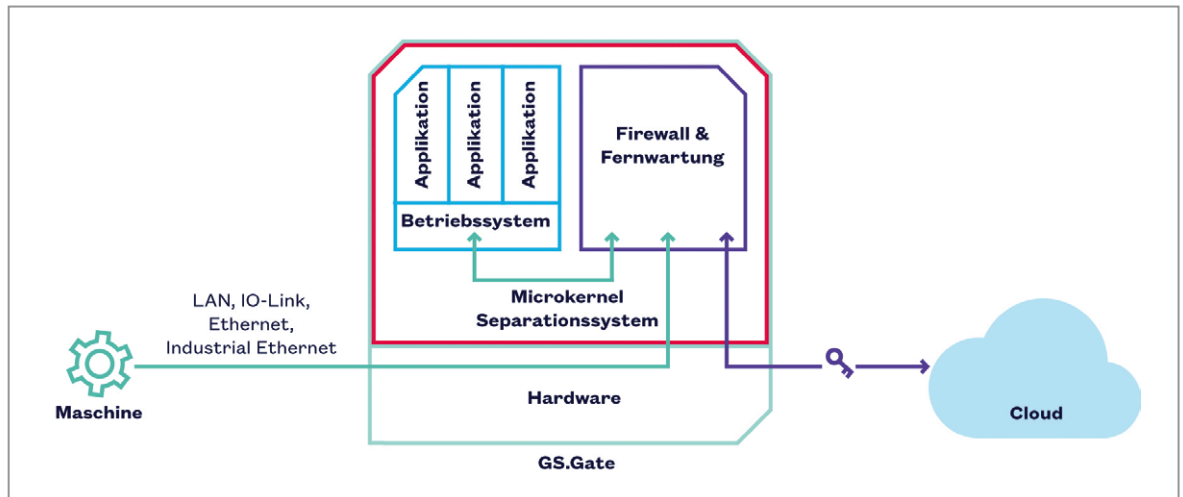 Applikation
Applikation
Applikation
Betriebssystem
Firewall &
Fernwartung
Microkernel
Separationssystem
LAN, IO-Link,
Ethernet,
Industrial Ethernet
Maschine
Hardware
Cloud
GS.Gate